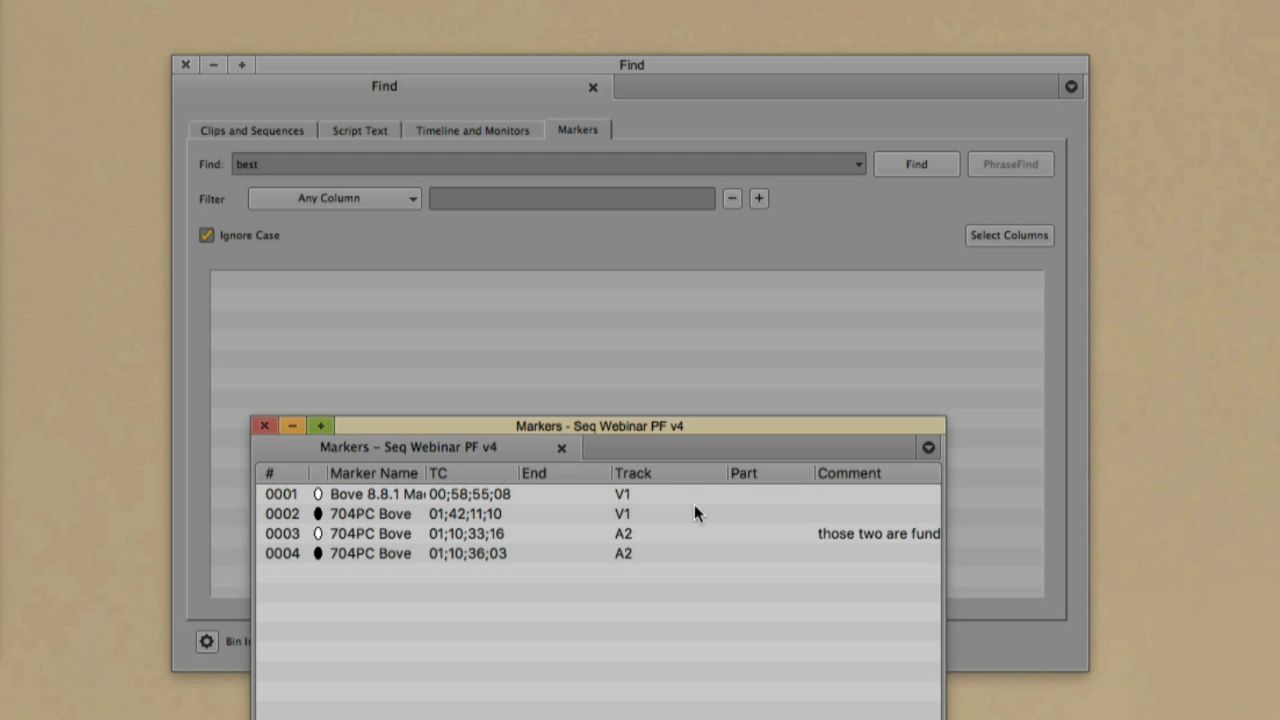 Find
Find
Clips and Sequences
Script Text
Timeline and Monitors
Markers
Find: best
Find
PhraseFind
Filter
Any Column
Ignore Case
Select Columns
Markers - Seq Webinar PF v4
Markers - Seq Webinar PF v4
# Marker Name TC End Track Part Comment
0001 Bove 8.8.1 Ma 00;58;55;08 V1
0002 704PC Bove 01;42;11;10 V1
0003 704PC Bove 01;10;33;16 A2 those two are fund
0004 704PC Bove 01;10;36;03 A2
Bin